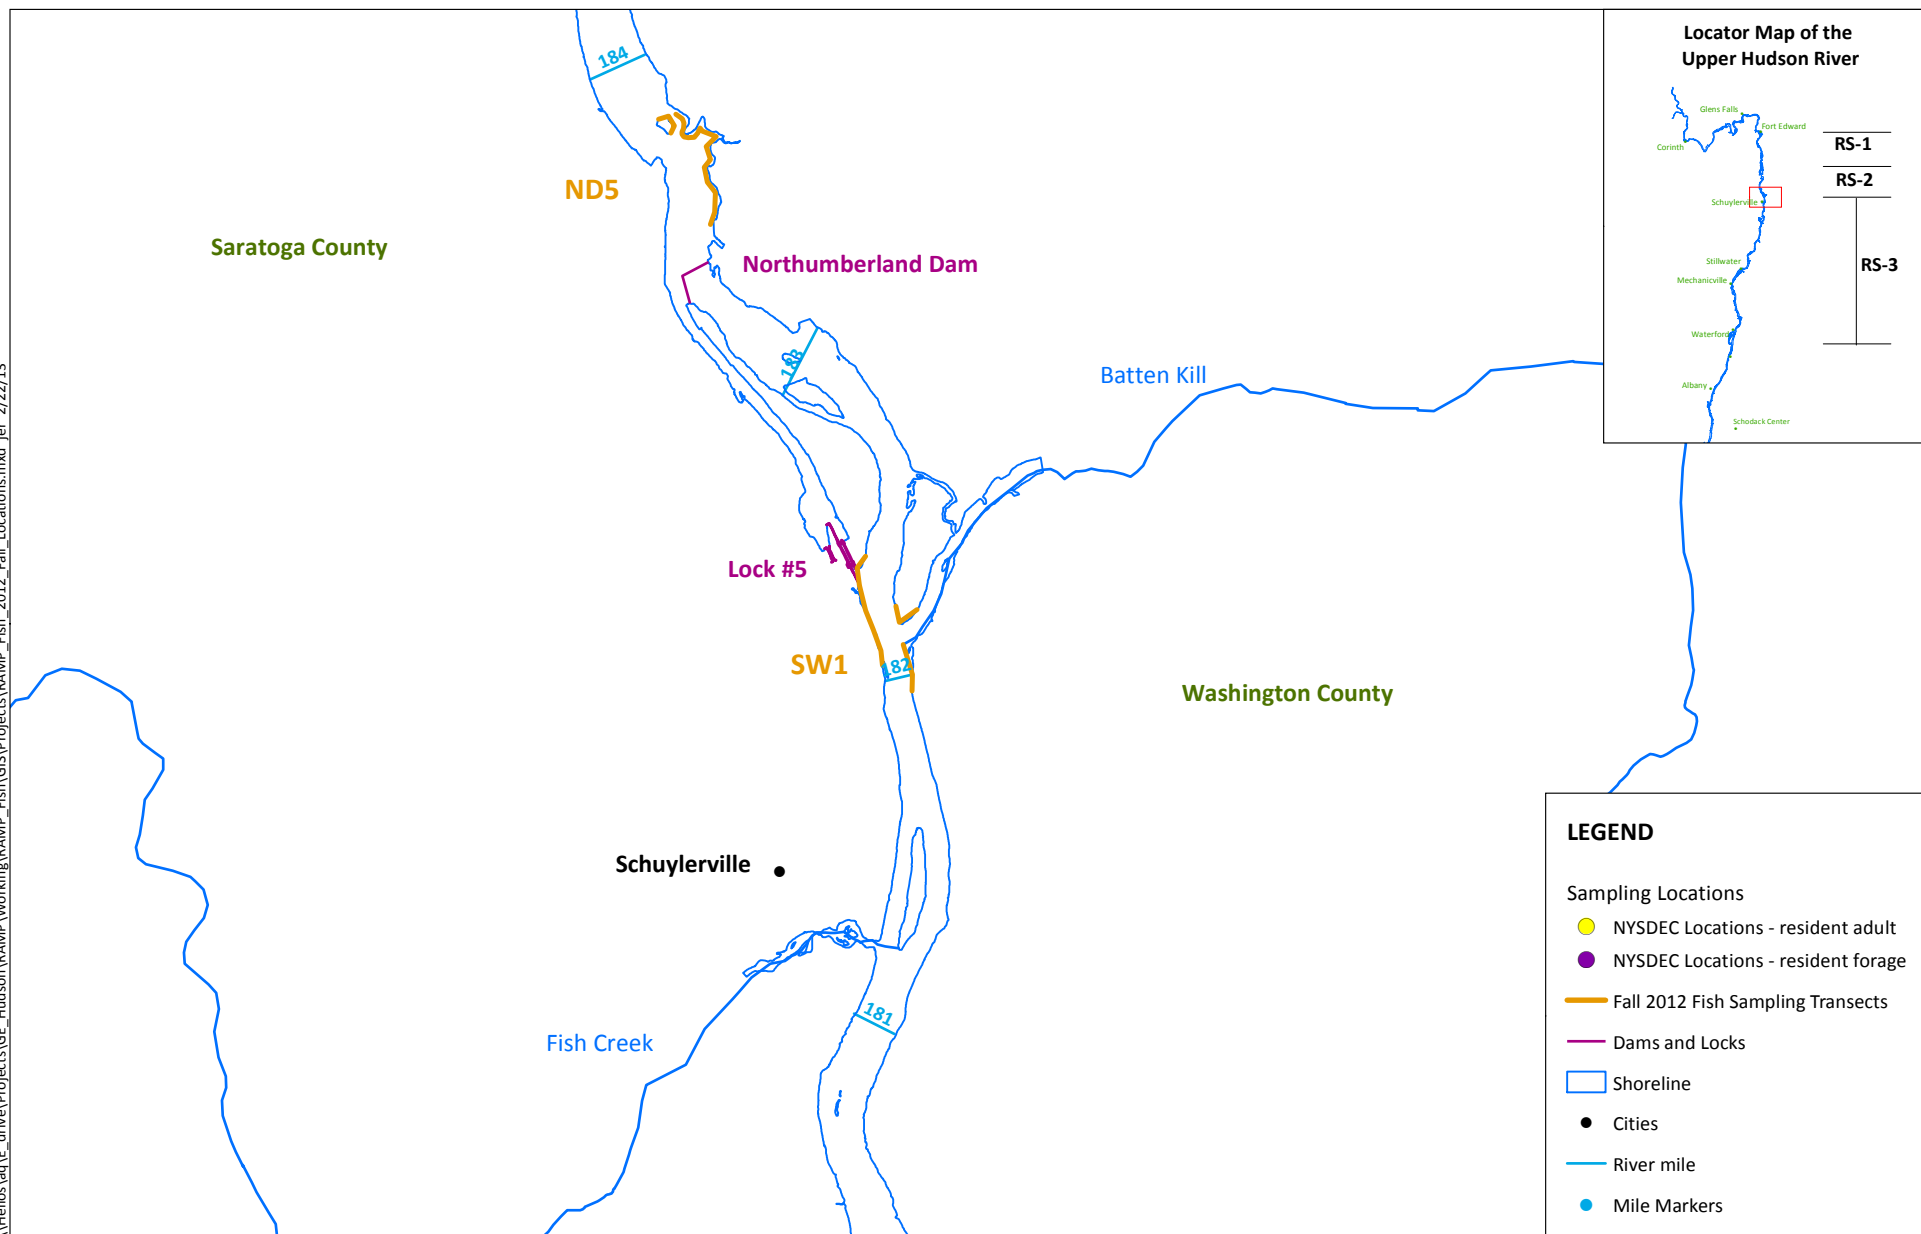 184
ND5
Saratoga County
Northumberland Dam
183
Batten Kill
Lock #5
SW1
182
Washington County
Schuylerville
Fish Creek
181
Locator Map of the
Upper Hudson River
Glens Falls
Fort Edward
Corinth
RS-1
RS-2
Schuylerville
RS-3
Stillwater
Mechanicville
Waterford
Albany
Schodack Center
LEGEND
Sampling Locations
NYSDEC Locations - resident adult
NYSDEC Locations - resident forage
Fall 2012 Fish Sampling Transects
Dams and Locks
Shoreline
Cities
River mile
Mile Markers